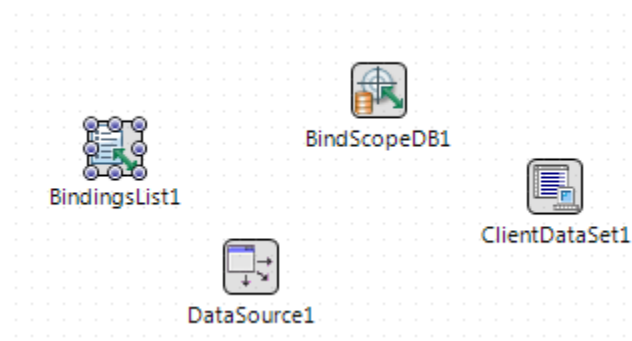 BindScopeDB1
BindingsList1
ClientDataSet1
DataSource1